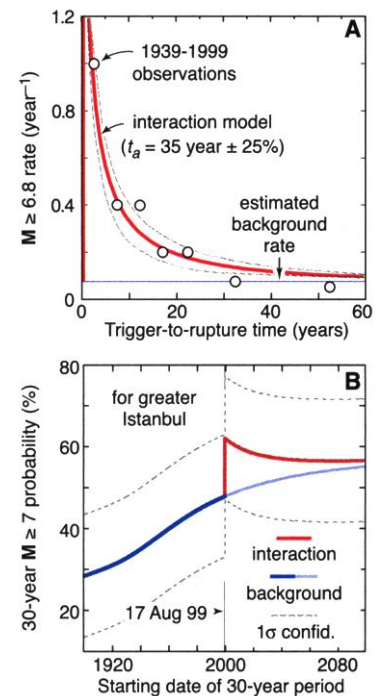 1.2
A
1939-1999
observations
0.8
M ≥ 6.8 rate (year⁻¹)
interaction model
(tₐ = 35 year ± 25%)
estimated
background
rate
0.4
0
0 20 40 60
Trigger-to-rupture time (years)
80
B
for greater
Istanbul
60
30-year M ≥ 7 probability (%)
40
interaction
background
17 Aug 99
1σ confid.
20
1920 2000 2080
Starting date of 30-year period